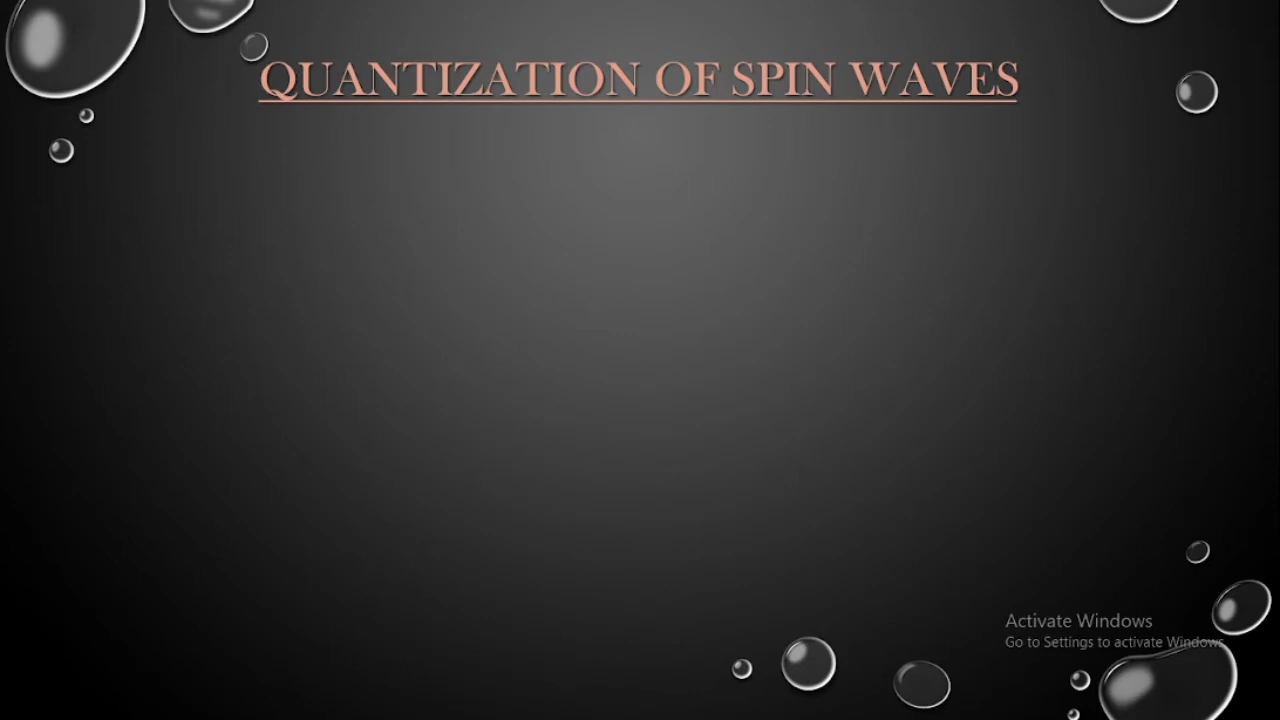 QUANTIZATION OF SPIN WAVES
Activate Windows
Go to Settings to activate Windows